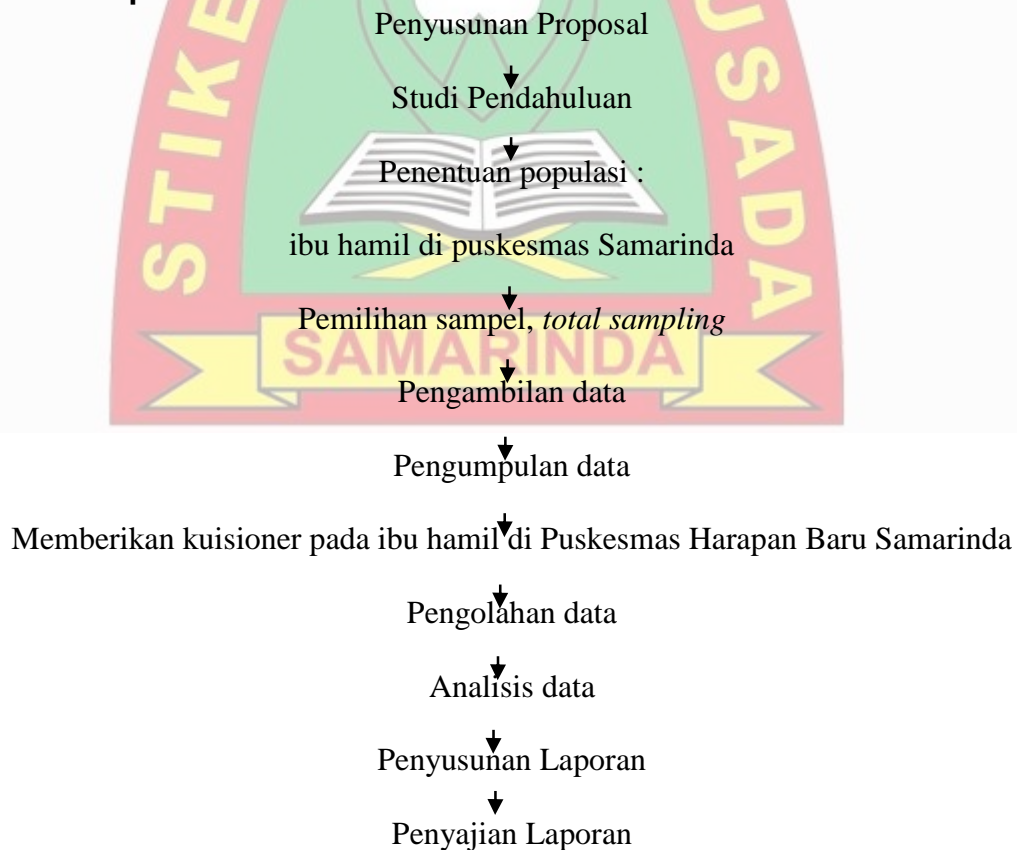 Penyusunan Proposal
Studi Pendahuluan
Penentuan populasi :
ibu hamil di puskesmas Samarinda
Pemilihan sampel, total sampling
SAMARINDA
Pengambilan data
Pengumpulan data
Memberikan kuisioner pada ibu hamil di Puskesmas Harapan Baru Samarinda
Pengolahan data
Analisis data
Penyusunan Laporan
Penyajian Laporan